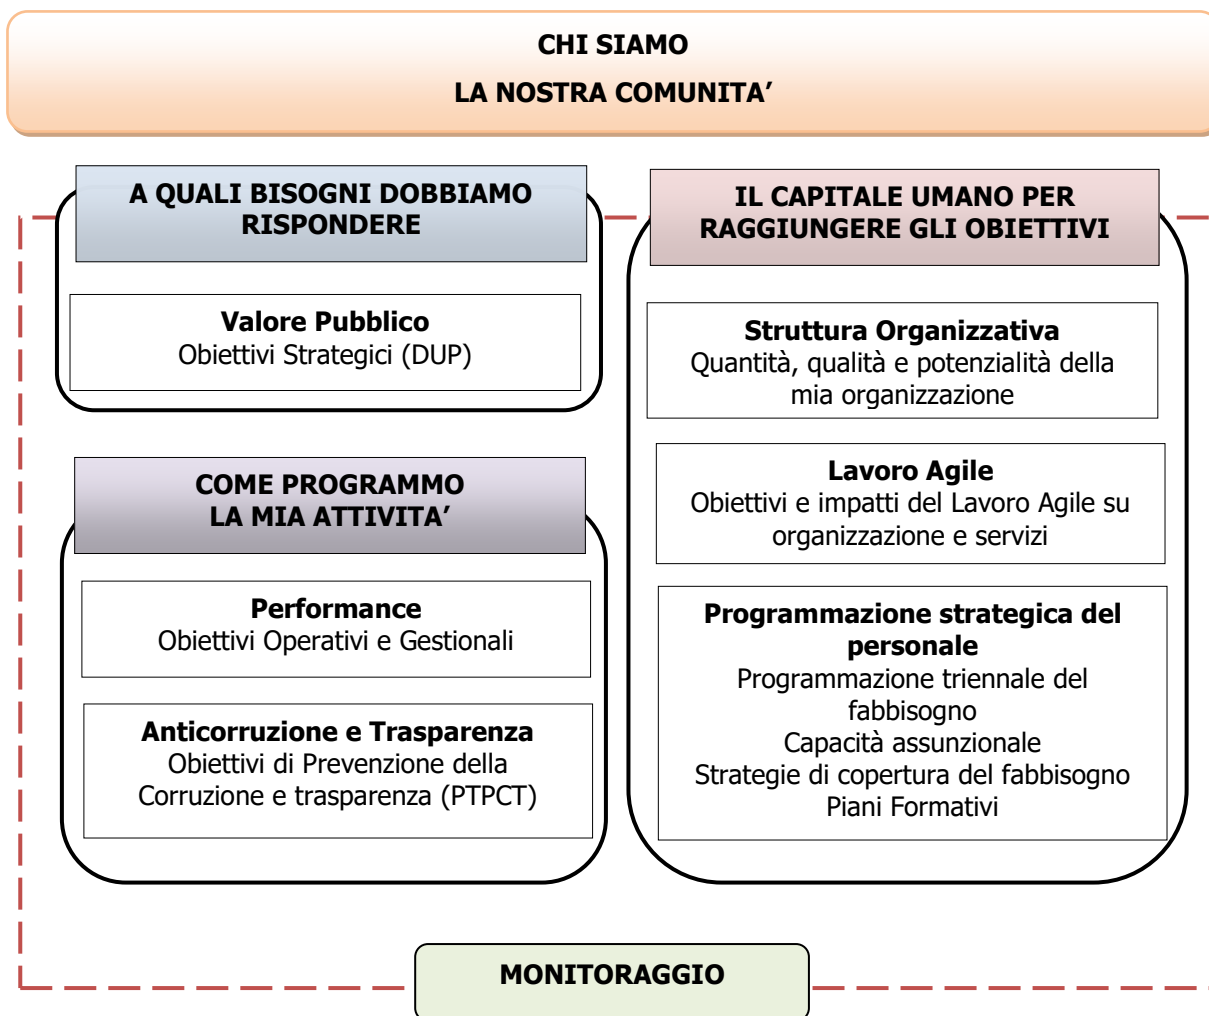 CHI SIAMO
LA NOSTRA COMUNITA’
A QUALI BISOGNI DOBBIAMO
RISPONDERE
Valore Pubblico
Obiettivi Strategici (DUP)
COME PROGRAMMO
LA MIA ATTIVITA’
Performance
Obiettivi Operativi e Gestionali
Anticorruzione e Trasparenza
Obiettivi di Prevenzione della
Corruzione e trasparenza (PTPCT)
IL CAPITALE UMANO PER
RAGGIUNGERE GLI OBIETTIVI
Struttura Organizzativa
Quantità, qualità e potenzialità della
mia organizzazione
Lavoro Agile
Obiettivi e impatti del Lavoro Agile su
organizzazione e servizi
Programmazione strategica del
personale
Programmazione triennale del
fabbisogno
Capacità assunzionale
Strategie di copertura del fabbisogno
Piani Formativi
MONITORAGGIO